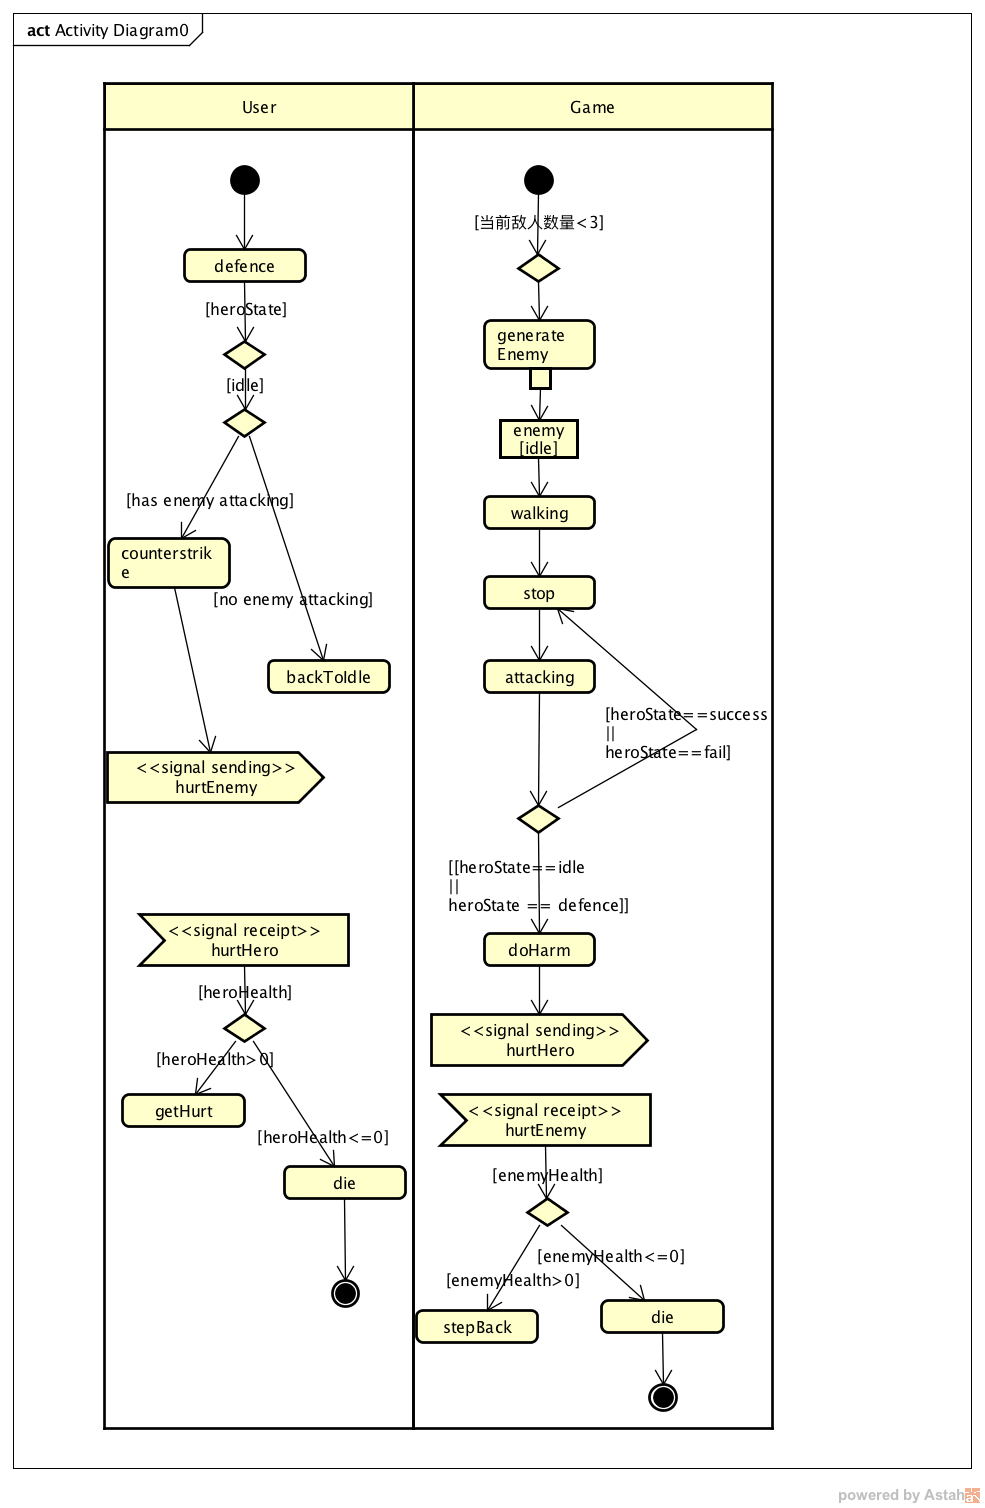 act Activity Diagram0
User
Game
defence
[heroState]
[idle]
[has enemy attacking]
counterstrik
e
[no enemy attacking]
backToIdle
<<signal sending>>
hurtEnemy
<<signal receipt>>
hurtHero
[heroHealth]
[heroHealth>0]
getHurt
[heroHealth<=0]
die
[当前敌人数量<3]
generate
Enemy
enemy
[idle]
walking
stop
attacking
[heroState==success
||
heroState==fail]
[[heroState==idle
||
heroState == defence]]
doHarm
<<signal sending>>
hurtHero
<<signal receipt>>
hurtEnemy
[enemyHealth]
[enemyHealth<=0]
[enemyHealth>0]
stepBack
die
powered by Astah